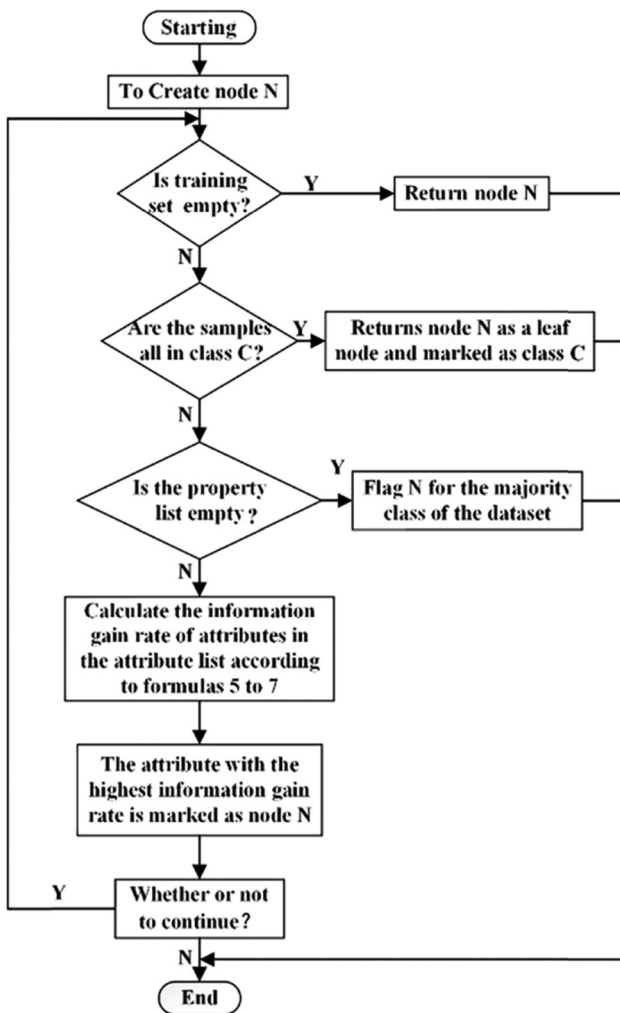 Starting
To Create node N
Is training
set empty?
Y
Return node N
N
Are the samples
all in class C?
Y
Returns node N as a leaf
node and marked as class C
N
Is the property
list empty?
Y
Flag N for the majority
class of the dataset
N
Calculate the information
gain rate of attributes in
the attribute list according
to formulas 5 to 7
The attribute with the
highest information gain
rate is marked as node N
Y
Whether or not
to continue?
N
End